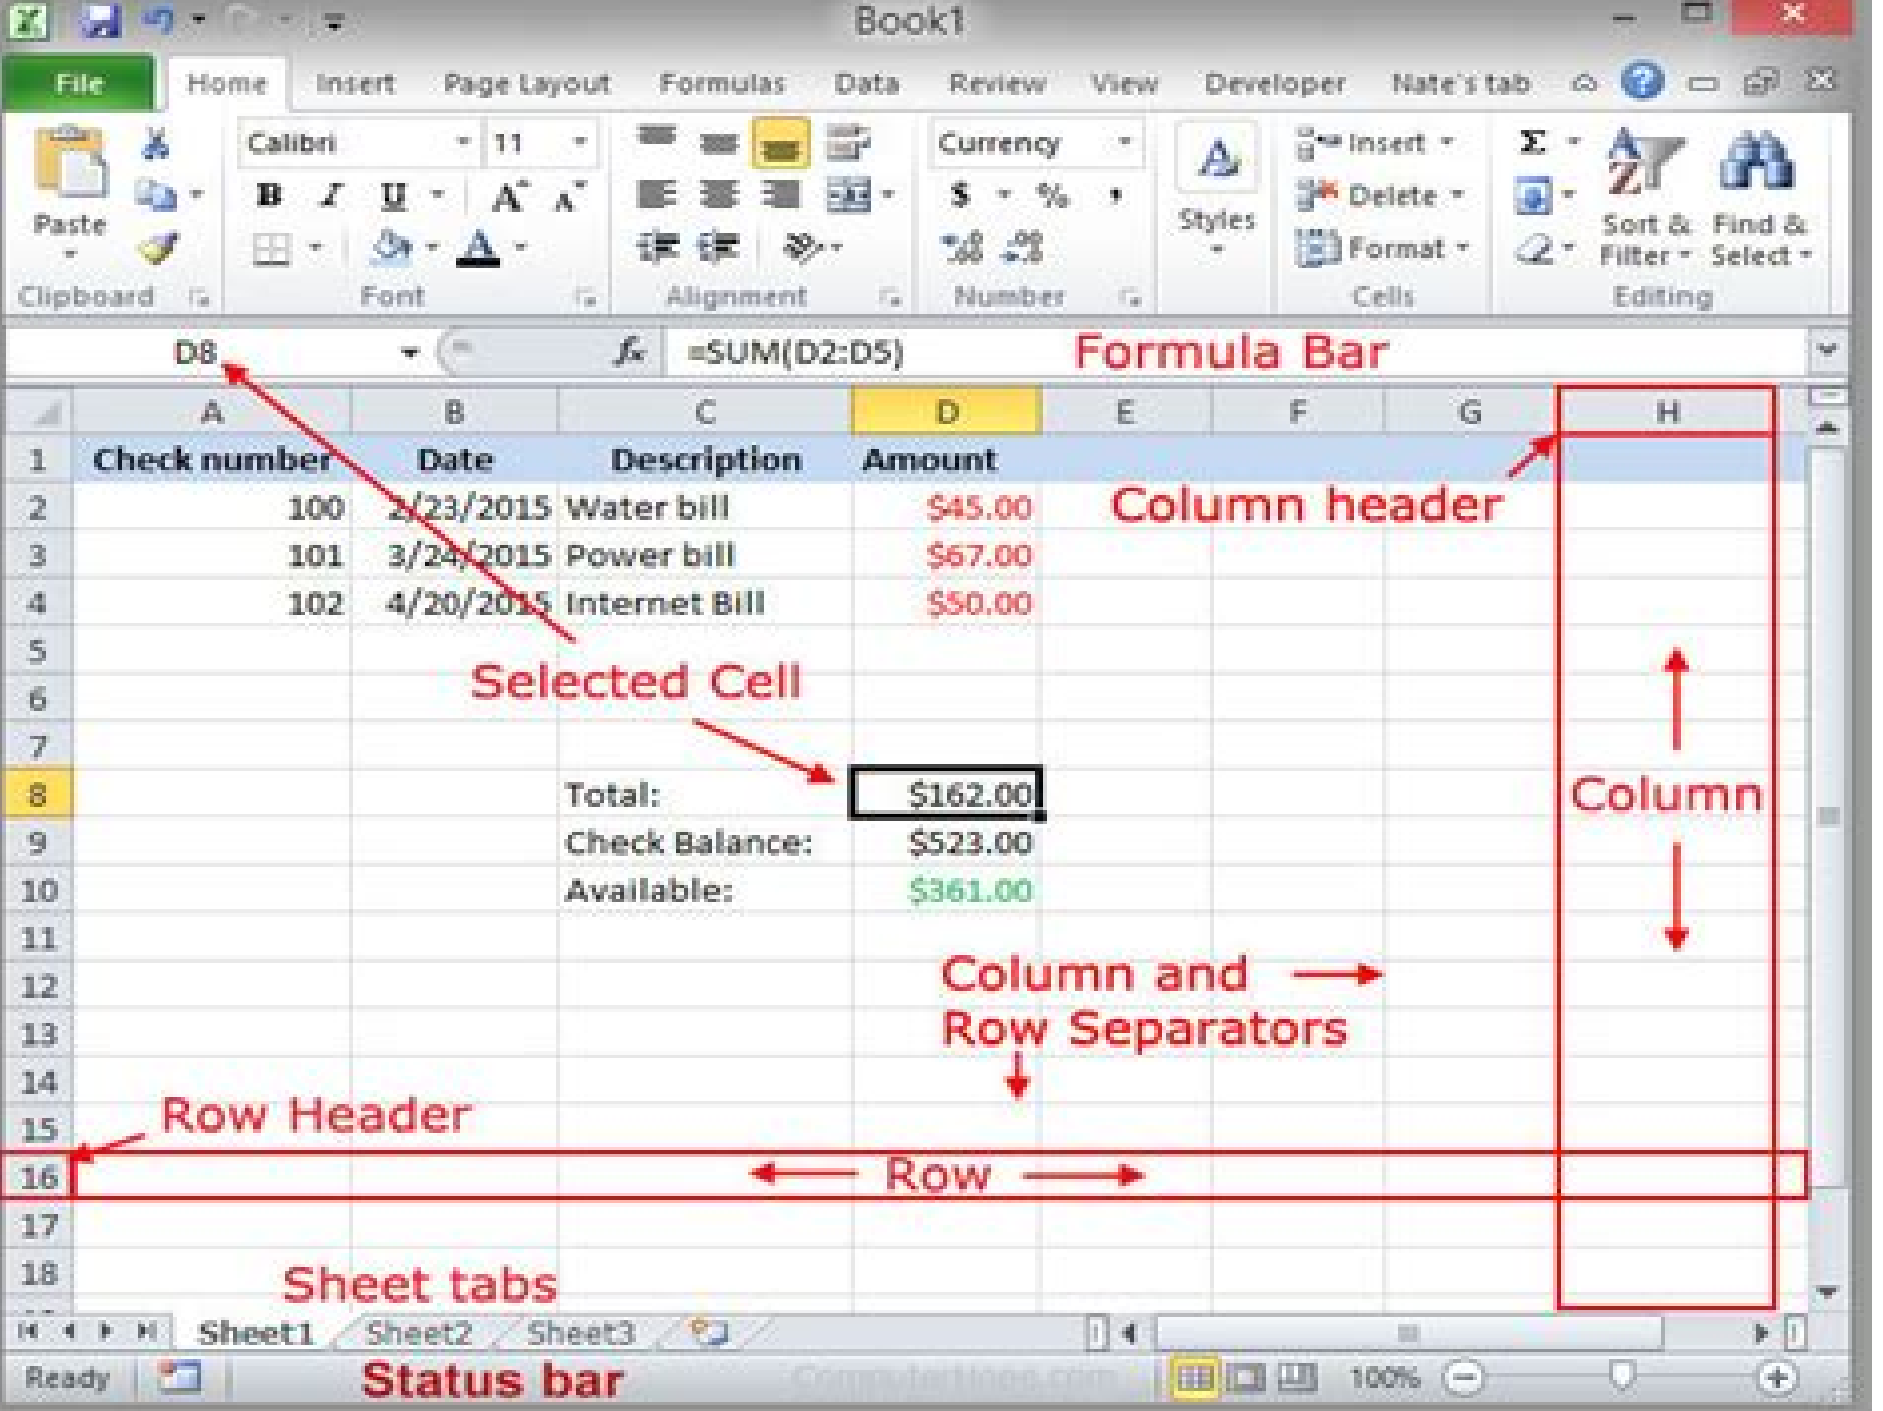 Book1
File Home Insert Page Layout Formulas Data Review View Developer Nate's tab
Calibri 11 Currency Insert Σ
B I U A A $ % , Delete
Paste Styles Sort & Find &
Format Filter Select
Clipboard Font Alignment Number Cells Editing
D8 fx =SUM(D2:D5) Formula Bar
A B C D E F G H
1 Check number Date Description Amount
2 100 2/23/2015 Water bill $45.00 Column header
3 101 3/24/2015 Power bill $67.00
4 102 4/20/2015 Internet Bill $50.00
5
6 Selected Cell
7
8 Total: $162.00 Column
9 Check Balance: $523.00
10 Available: $361.00
11
12 Column and
13 Row Separators
14
15 Row Header
16 Row
17
18 Sheet tabs
Sheet1 Sheet2 Sheet3
Ready Status bar ComputerHope.com 100%